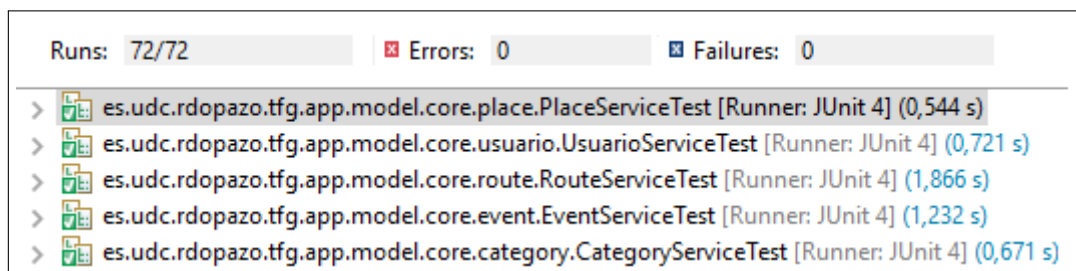 Runs: 72/72 Errors: 0 Failures: 0
es.udc.rdopazo.tfg.app.model.core.place.PlaceServiceTest [Runner: JUnit 4] (0,544 s)
es.udc.rdopazo.tfg.app.model.core.usuario.UsuarioServiceTest [Runner: JUnit 4] (0,721 s)
es.udc.rdopazo.tfg.app.model.core.route.RouteServiceTest [Runner: JUnit 4] (1,866 s)
es.udc.rdopazo.tfg.app.model.core.event.EventServiceTest [Runner: JUnit 4] (1,232 s)
es.udc.rdopazo.tfg.app.model.core.category.CategoryServiceTest [Runner: JUnit 4] (0,671 s)